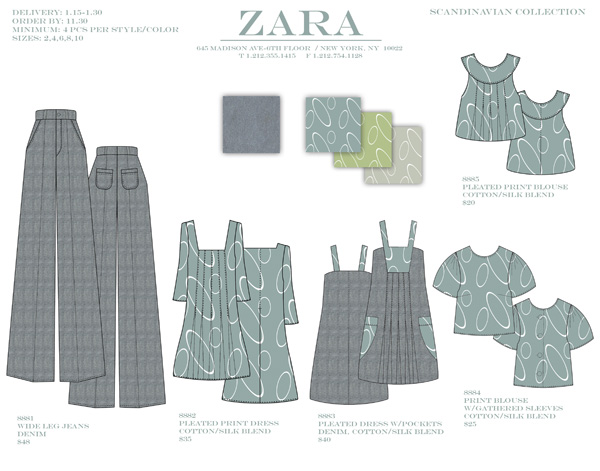 DELIVERY: 1.15-1.30
ORDER BY: 11.30
MINIMUM: 4 PCS PER STYLE/COLOR
SIZES: 2,4,6,8,10
ZARA
645 MADISON AVE-6TH FLOOR / NEW YORK, NY 10022
T 1.212.355.1415 F 1.212.754.1128
SCANDINAVIAN COLLECTION
8885
PLEATED PRINT BLOUSE
COTTON/SILK BLEND
$20
8881
WIDE LEG JEANS
DENIM
$48
8882
PLEATED PRINT DRESS
COTTON/SILK BLEND
$35
8883
PLEATED DRESS W/POCKETS
DENIM, COTTON/SILK BLEND
$40
8884
PRINT BLOUSE
W/GATHERED SLEEVES
COTTON/SILK BLEND
$25